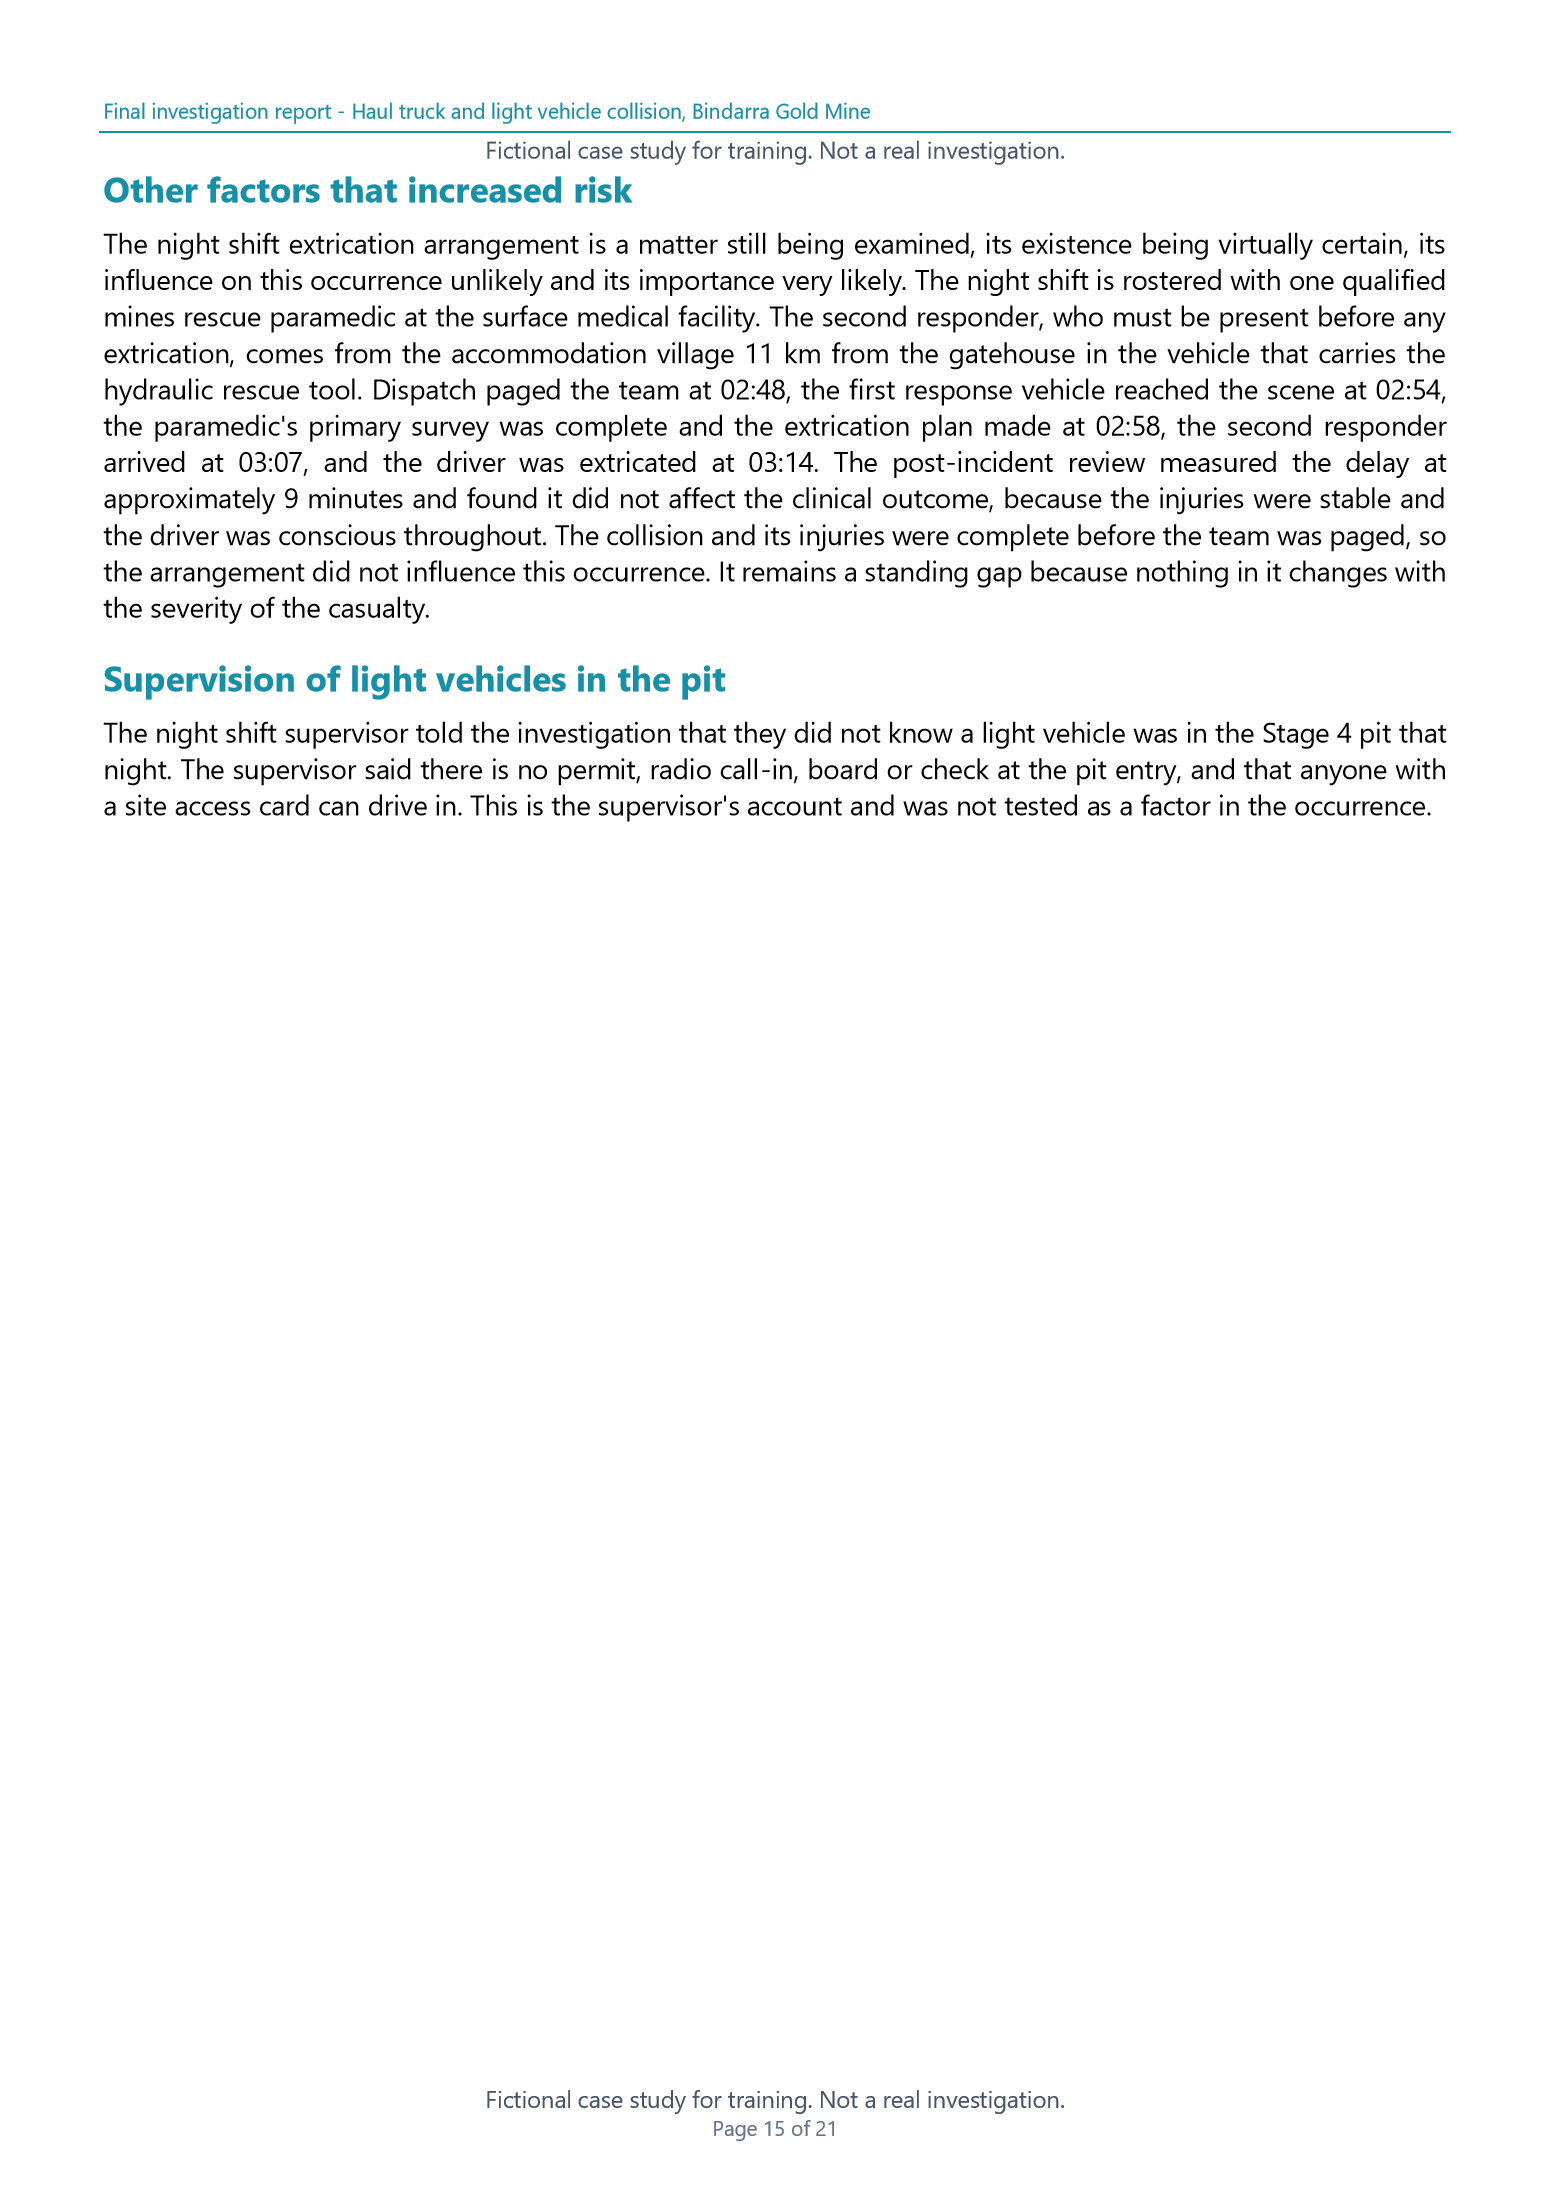 Final investigation report - Haul truck and light vehicle collision, Bindarra Gold Mine
Fictional case study for training. Not a real investigation.
Other factors that increased risk
The night shift extrication arrangement is a matter still being examined, its existence being virtually certain, its
influence on this occurrence unlikely and its importance very likely. The night shift is rostered with one qualified
mines rescue paramedic at the surface medical facility. The second responder, who must be present before any
extrication, comes from the accommodation village 11 km from the gatehouse in the vehicle that carries the
hydraulic rescue tool. Dispatch paged the team at 02:48, the first response vehicle reached the scene at 02:54,
the paramedic's primary survey was complete and the extrication plan made at 02:58, the second responder
arrived at 03:07, and the driver was extricated at 03:14. The post-incident review measured the delay at
approximately 9 minutes and found it did not affect the clinical outcome, because the injuries were stable and
the driver was conscious throughout. The collision and its injuries were complete before the team was paged, so
the arrangement did not influence this occurrence. It remains a standing gap because nothing in it changes with
the severity of the casualty.
Supervision of light vehicles in the pit
The night shift supervisor told the investigation that they did not know a light vehicle was in the Stage 4 pit that
night. The supervisor said there is no permit, radio call-in, board or check at the pit entry, and that anyone with
a site access card can drive in. This is the supervisor's account and was not tested as a factor in the occurrence.
Fictional case study for training. Not a real investigation.
Page 15 of 21